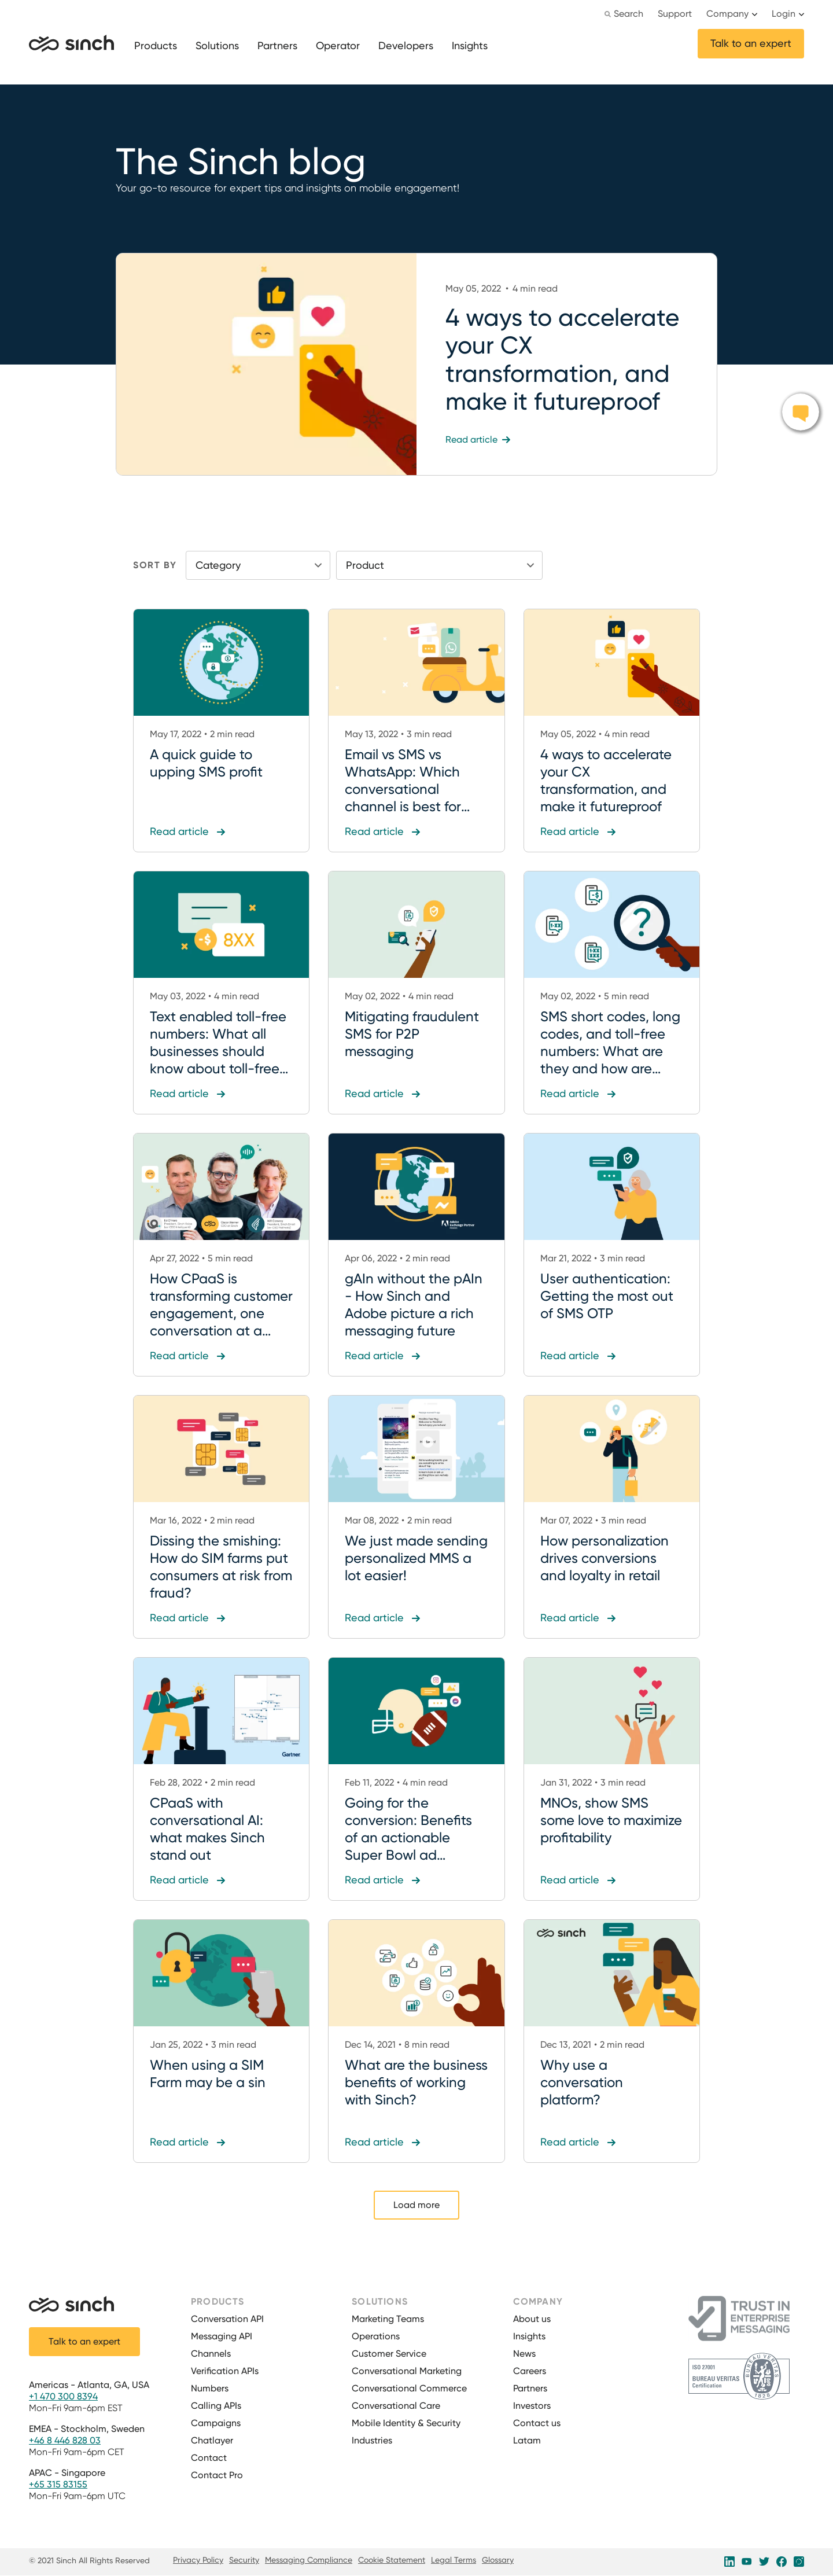 Search Support Company Login
sinch Products Solutions Partners Operator Developers Insights Talk to an expert
The Sinch blog
Your go-to resource for expert tips and insights on mobile engagement!
May 05, 2022 • 4 min read
4 ways to accelerate
your CX
transformation, and
make it futureproof
Read article
SORT BY Category Product
May 17, 2022 • 2 min read
A quick guide to
upping SMS profit
Read article
May 13, 2022 • 3 min read
Email vs SMS vs
WhatsApp: Which
conversational
channel is best for...
Read article
May 05, 2022 • 4 min read
4 ways to accelerate
your CX
transformation, and
make it futureproof
Read article
8XX
May 03, 2022 • 4 min read
Text enabled toll-free
numbers: What all
businesses should
know about toll-free...
Read article
May 02, 2022 • 4 min read
Mitigating fraudulent
SMS for P2P
messaging
Read article
?
May 02, 2022 • 5 min read
SMS short codes, long
codes, and toll-free
numbers: What are
they and how are...
Read article
Apr 27, 2022 • 5 min read
How CPaaS is
transforming customer
engagement, one
conversation at a...
Read article
Apr 06, 2022 • 2 min read
gAIn without the pAIn
- How Sinch and
Adobe picture a rich
messaging future
Read article
Mar 21, 2022 • 3 min read
User authentication:
Getting the most out
of SMS OTP
Read article
Mar 16, 2022 • 2 min read
Dissing the smishing:
How do SIM farms put
consumers at risk from
fraud?
Read article
Mar 08, 2022 • 2 min read
We just made sending
personalized MMS a
lot easier!
Read article
Mar 07, 2022 • 3 min read
How personalization
drives conversions
and loyalty in retail
Read article
Gartner
Feb 28, 2022 • 2 min read
CPaaS with
conversational AI:
what makes Sinch
stand out
Read article
Feb 11, 2022 • 4 min read
Going for the
conversion: Benefits
of an actionable
Super Bowl ad...
Read article
Jan 31, 2022 • 3 min read
MNOs, show SMS
some love to maximize
profitability
Read article
Jan 25, 2022 • 3 min read
When using a SIM
Farm may be a sin
Read article
Dec 14, 2021 • 8 min read
What are the business
benefits of working
with Sinch?
Read article
sinch
Dec 13, 2021 • 2 min read
Why use a
conversation
platform?
Read article
Load more
sinch
Talk to an expert
Americas - Atlanta, GA, USA
+1 470 300 8394
Mon-Fri 9am-6pm EST
EMEA - Stockholm, Sweden
+46 8 446 828 03
Mon-Fri 9am-6pm CET
APAC - Singapore
+65 315 83155
Mon-Fri 9am-6pm UTC
PRODUCTS
Conversation API
Messaging API
Channels
Verification APIs
Numbers
Calling APIs
Campaigns
Chatlayer
Contact
Contact Pro
SOLUTIONS
Marketing Teams
Operations
Customer Service
Conversational Marketing
Conversational Commerce
Conversational Care
Mobile Identity & Security
Industries
COMPANY
About us
Insights
News
Careers
Partners
Investors
Contact us
Latam
TRUST IN
ENTERPRISE
MESSAGING
ISO 27001
BUREAU VERITAS
Certification
© 2021 Sinch All Rights Reserved Privacy Policy Security Messaging Compliance Cookie Statement Legal Terms Glossary